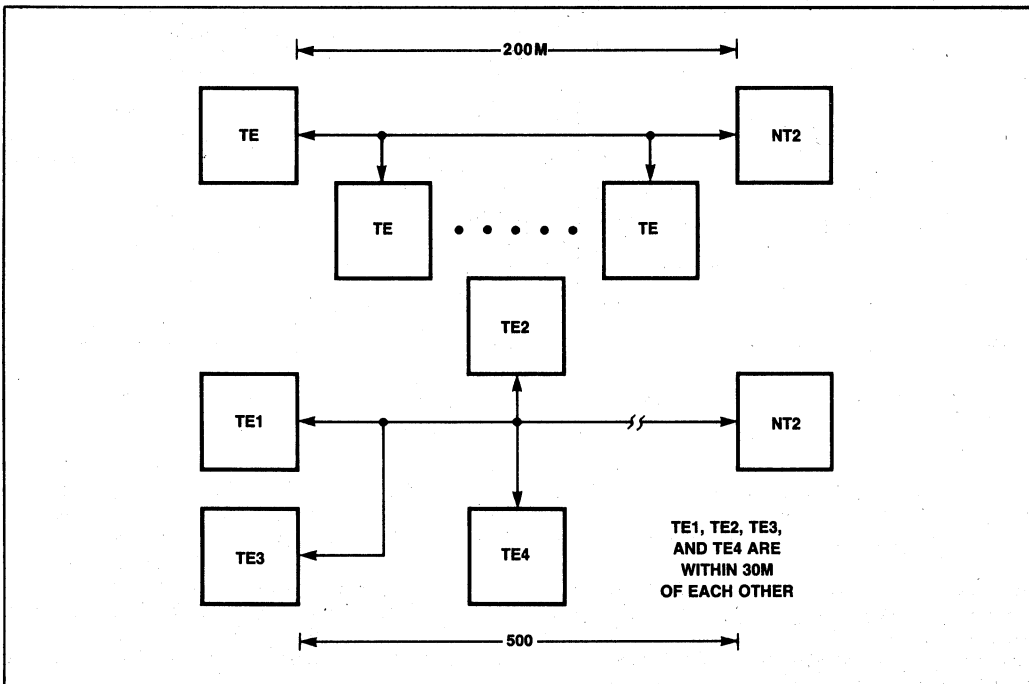 200M
TE
NT2
TE
TE
TE2
TE1
NT2
TE3
TE4
TE1, TE2, TE3,
AND TE4 ARE
WITHIN 30M
OF EACH OTHER
500